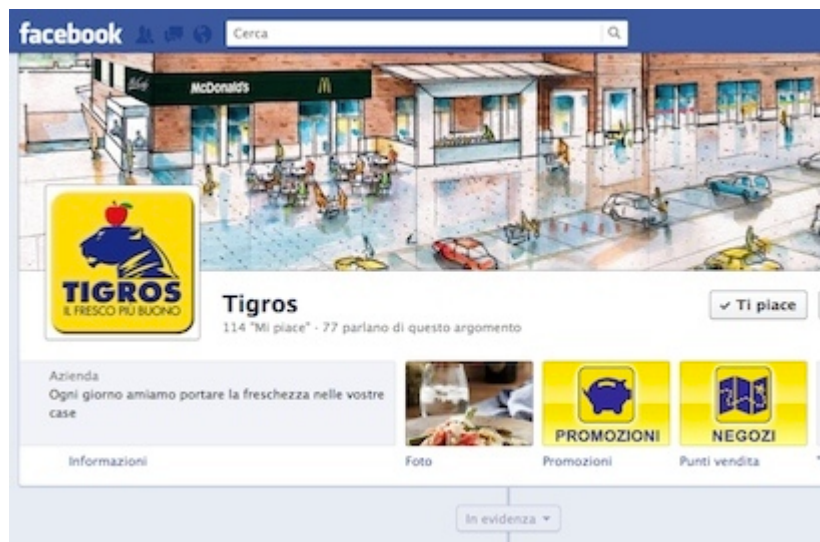 facebook
Cerca
McDonald's
TIGROS
IL FRESCO PIÙ BUONO
Tigros
114 "Mi piace" · 77 parlano di questo argomento
Ti piace
Azienda
Ogni giorno amiamo portare la freschezza nelle vostre
case
PROMOZIONI
NEGOZI
Informazioni
Foto
Promozioni
Punti vendita
In evidenza